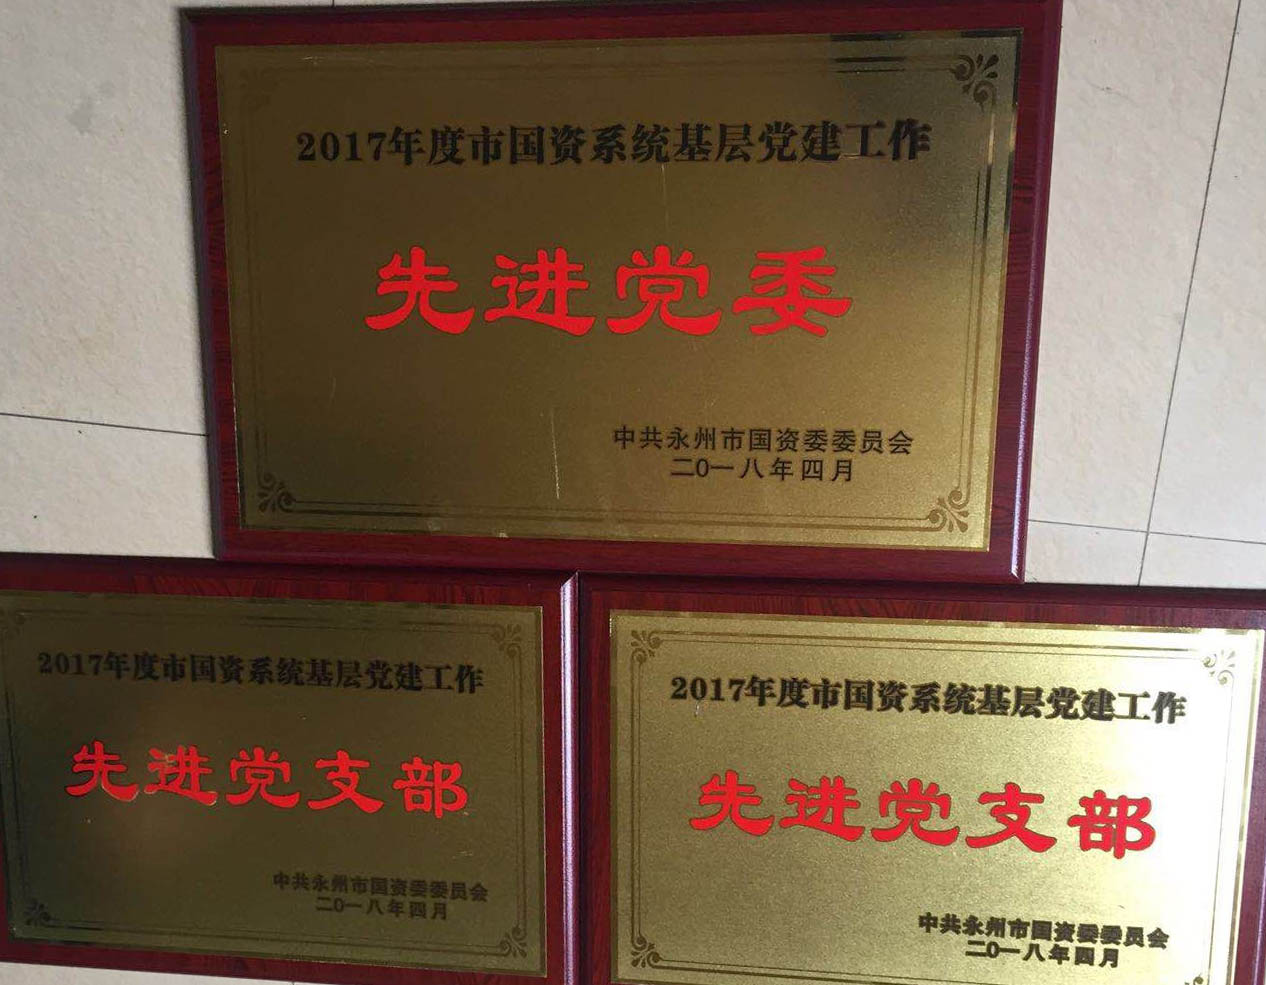 2017年度市国资系统基层党建工作
先进党委
中共永州市国资委委员会
二0一八年四月
2017年度市国资系统基层党建工作
先进党支部
中共永州市国资委委员会
二0一八年四月
2017年度市国资系统基层党建工作
先进党支部
中共永州市国资委委员会
二0一八年四月